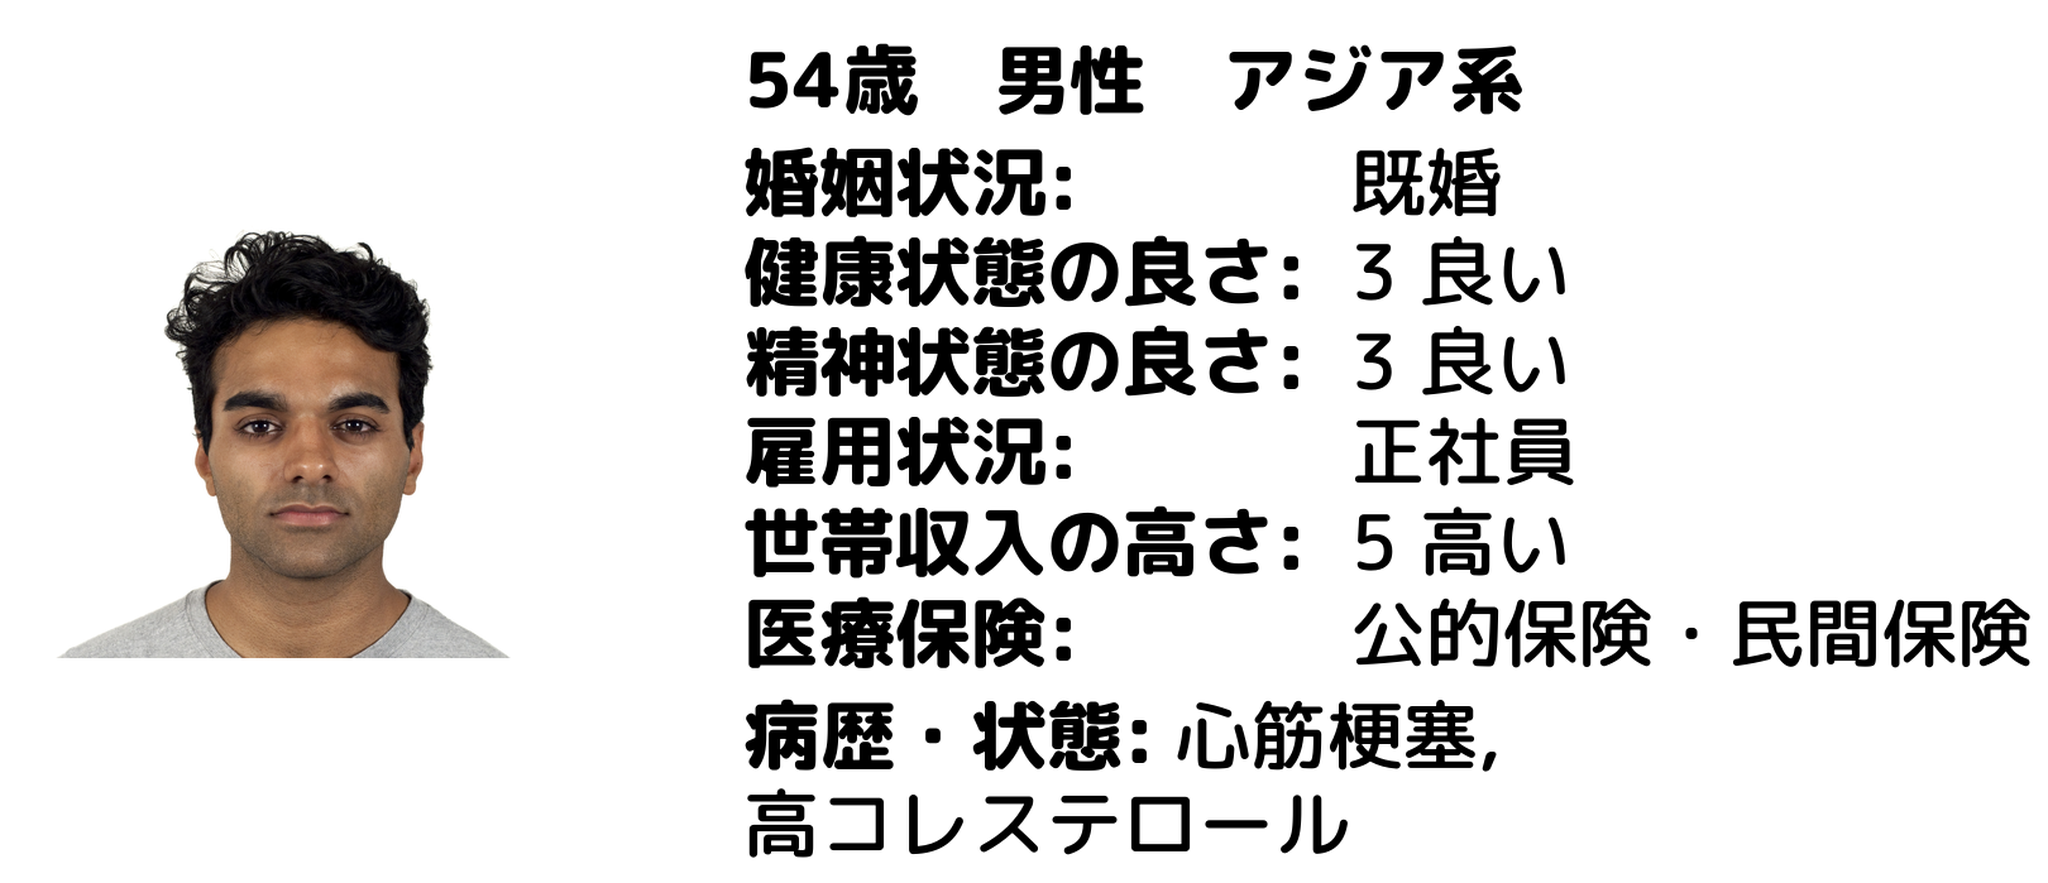 54歳　男性　アジア系
婚姻状況: 既婚
健康状態の良さ: 3 良い
精神状態の良さ: 3 良い
雇用状況: 正社員
世帯収入の高さ: 5 高い
医療保険: 公的保険・民間保険
病歴・状態: 心筋梗塞,
高コレステロール